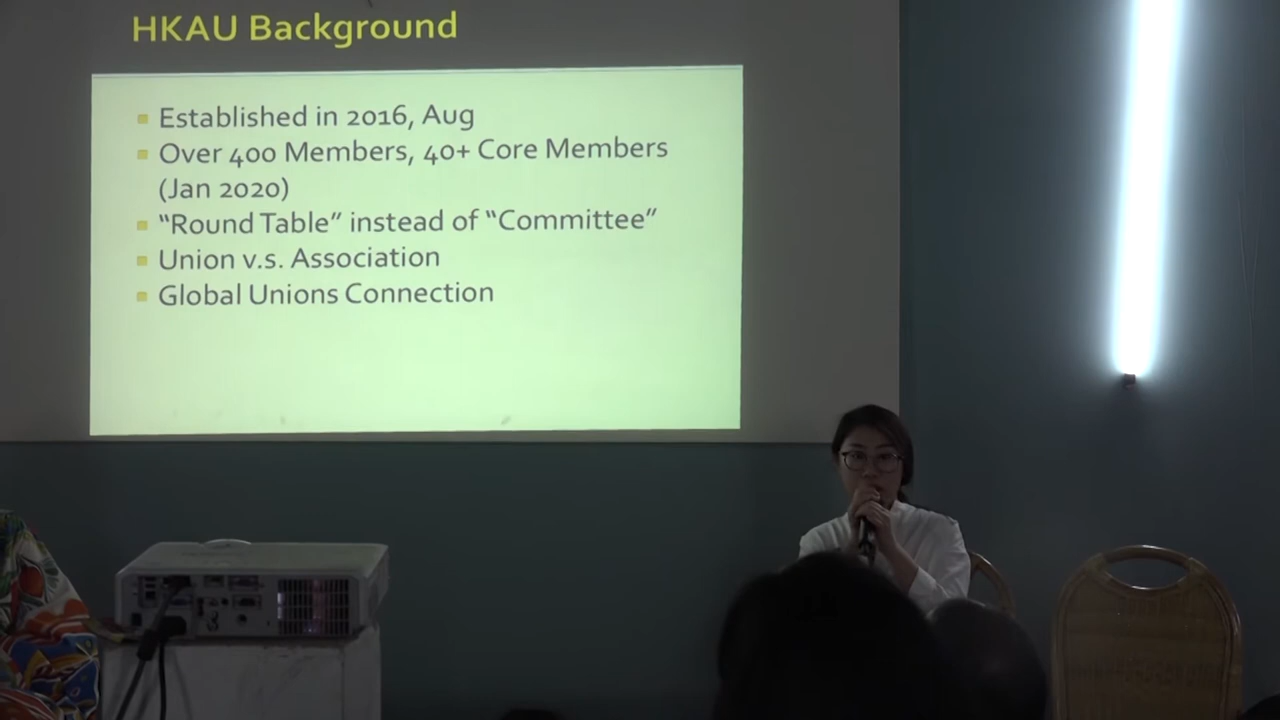 HKAU Background
Established in 2016, Aug
Over 400 Members, 40+ Core Members
(Jan 2020)
“Round Table” instead of “Committee”
Union v.s. Association
Global Unions Connection